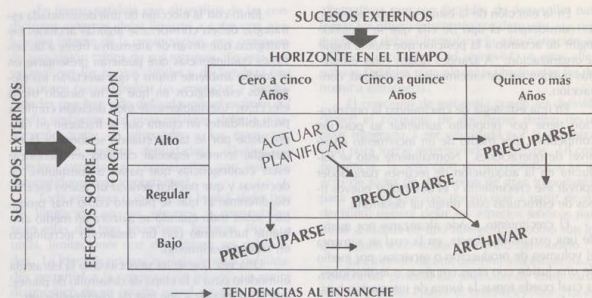 SUCESOS EXTERNOS
HORIZONTE EN EL TIEMPO
Cero a cinco
Años
Cinco a quince
Años
Quince o más
Años
SUCESOS EXTERNOS
EFECTOS SOBRE LA
ORGANIZATION
Alto
Regular
Bajo
ACTUAR O
PLANIFICAR
PRECUPARSE
PREOCUPARSE
PREOCUPARSE
ARCHIVAR
TENDENCIAS AL ENSANCHE